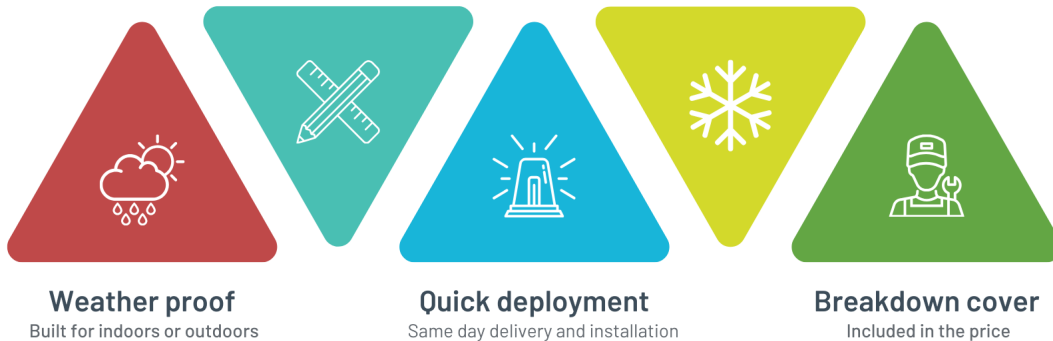 Weather proof
Built for indoors or outdoors
Quick deployment
Same day delivery and installation
Breakdown cover
Included in the price